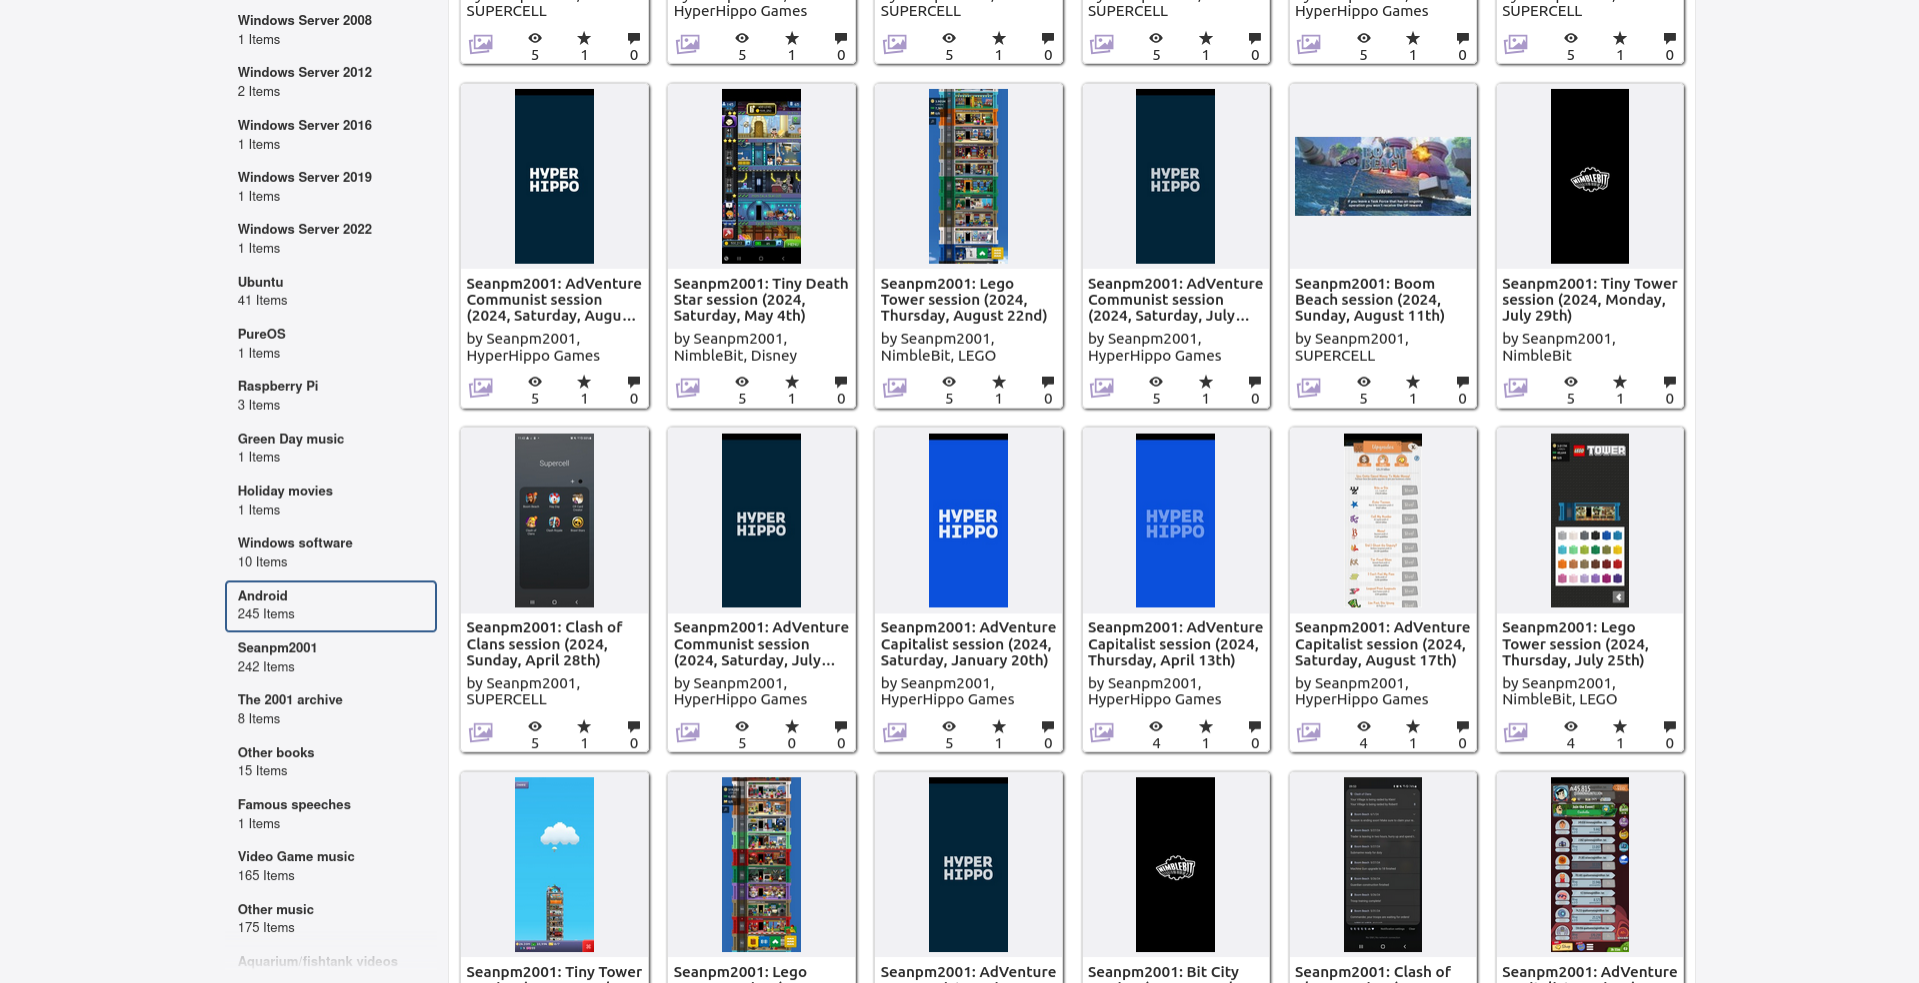 Windows Server 2008
1 Items
Windows Server 2012
2 Items
Windows Server 2016
1 Items
Windows Server 2019
1 Items
Windows Server 2022
1 Items
Ubuntu
41 Items
PureOS
1 Items
Raspberry Pi
3 Items
Green Day music
1 Items
Holiday movies
1 Items
Windows software
10 Items
Android
245 Items
Seanpm2001
242 Items
The 2001 archive
8 Items
Other books
15 Items
Famous speeches
1 Items
Video Game music
165 Items
Other music
175 Items
Aquarium/fishtank videos
SUPERCELL
5 1 0
HyperHippo Games
5 1 0
SUPERCELL
5 1 0
SUPERCELL
5 1 0
HyperHippo Games
5 1 0
SUPERCELL
5 1 0
HYPER
HIPPO
Seanpm2001: AdVenture
Communist session
(2024, Saturday, Augu...
by Seanpm2001,
HyperHippo Games
5 1 0
Seanpm2001: Tiny Death
Star session (2024,
Saturday, May 4th)
by Seanpm2001,
NimbleBit, Disney
5 1 0
Seanpm2001: Lego
Tower session (2024,
Thursday, August 22nd)
by Seanpm2001,
NimbleBit, LEGO
5 1 0
HYPER
HIPPO
Seanpm2001: AdVenture
Communist session
(2024, Saturday, July...
by Seanpm2001,
HyperHippo Games
5 1 0
BOOM
BEACH
LOADING
Seanpm2001: Boom
Beach session (2024,
Sunday, August 11th)
by Seanpm2001,
SUPERCELL
5 1 0
NIMBLEBIT
Seanpm2001: Tiny Tower
session (2024, Monday,
July 29th)
by Seanpm2001,
NimbleBit
5 1 0
Supercell
Seanpm2001: Clash of
Clans session (2024,
Sunday, April 28th)
by Seanpm2001,
SUPERCELL
5 1 0
HYPER
HIPPO
Seanpm2001: AdVenture
Communist session
(2024, Saturday, July...
by Seanpm2001,
HyperHippo Games
5 0 0
HYPER
HIPPO
Seanpm2001: AdVenture
Capitalist session (2024,
Saturday, January 20th)
by Seanpm2001,
HyperHippo Games
5 1 0
HYPER
HIPPO
Seanpm2001: AdVenture
Capitalist session (2024,
Thursday, April 13th)
by Seanpm2001,
HyperHippo Games
4 1 0
Upgrades
Seanpm2001: AdVenture
Capitalist session (2024,
Saturday, August 17th)
by Seanpm2001,
HyperHippo Games
4 1 0
LEGO TOWER
Seanpm2001: Lego
Tower session (2024,
Thursday, July 25th)
by Seanpm2001,
NimbleBit, LEGO
4 1 0
Seanpm2001: Tiny Tower
Seanpm2001: Lego
HYPER
HIPPO
Seanpm2001: AdVenture
NIMBLEBIT
Seanpm2001: Bit City
Seanpm2001: Clash of
Seanpm2001: AdVenture